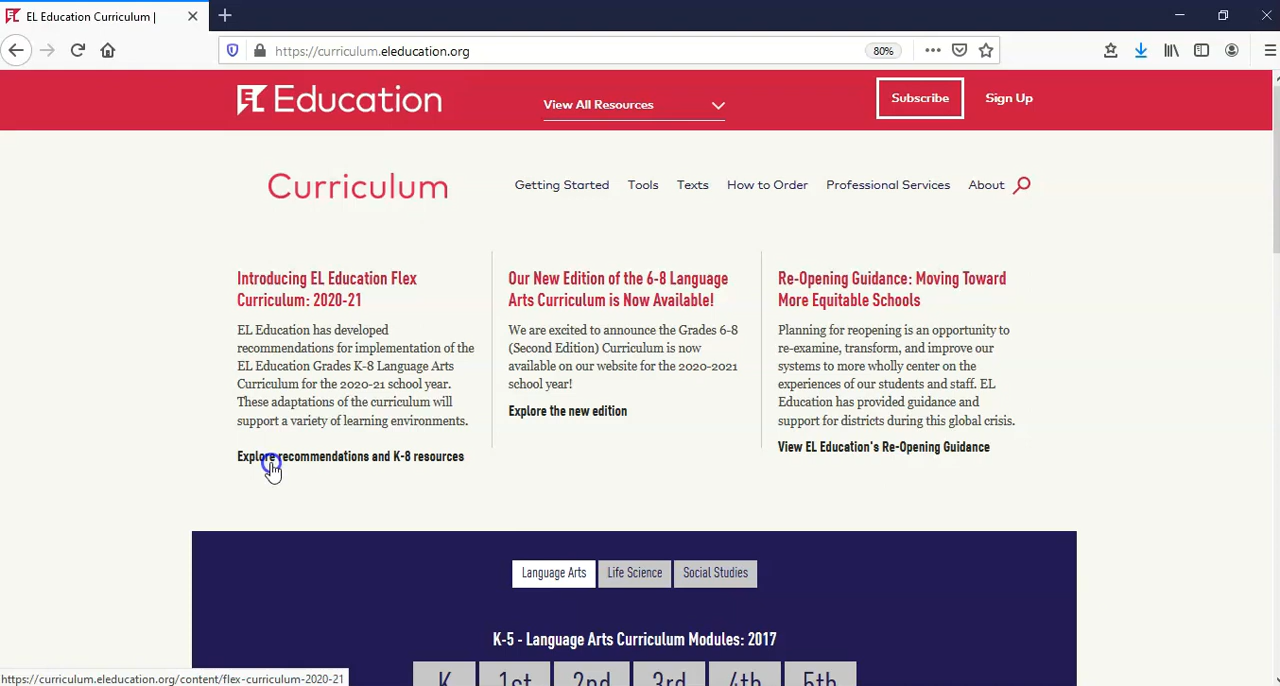 EL Education Curriculum |
https://curriculum.eleducation.org
80%
EL Education
View All Resources
Subscribe
Sign Up
Curriculum
Getting Started
Tools
Texts
How to Order
Professional Services
About
Introducing EL Education Flex
Curriculum: 2020-21
EL Education has developed
recommendations for implementation of the
EL Education Grades K-8 Language Arts
Curriculum for the 2020-21 school year.
These adaptations of the curriculum will
support a variety of learning environments.
Explore recommendations and K-8 resources
Our New Edition of the 6-8 Language
Arts Curriculum is Now Available!
We are excited to announce the Grades 6-8
(Second Edition) Curriculum is now
available on our website for the 2020-2021
school year!
Explore the new edition
Re-Opening Guidance: Moving Toward
More Equitable Schools
Planning for reopening is an opportunity to
re-examine, transform, and improve our
systems to more wholly center on the
experiences of our students and staff. EL
Education has provided guidance and
support for districts during this global crisis.
View EL Education's Re-Opening Guidance
Language Arts
Life Science
Social Studies
K-5 - Language Arts Curriculum Modules: 2017
K
1st
2nd
3rd
4th
5th
https://curriculum.eleducation.org/content/flex-curriculum-2020-21